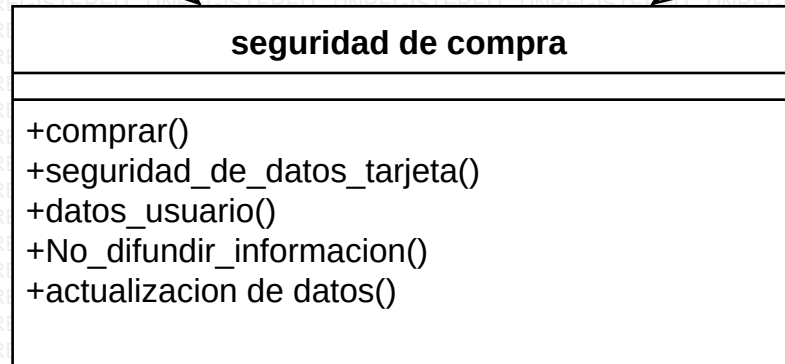 seguridad de compra
+comprar()
+seguridad_de_datos_tarjeta()
+datos_usuario()
+No_difundir_informacion()
+actualizacion de datos()